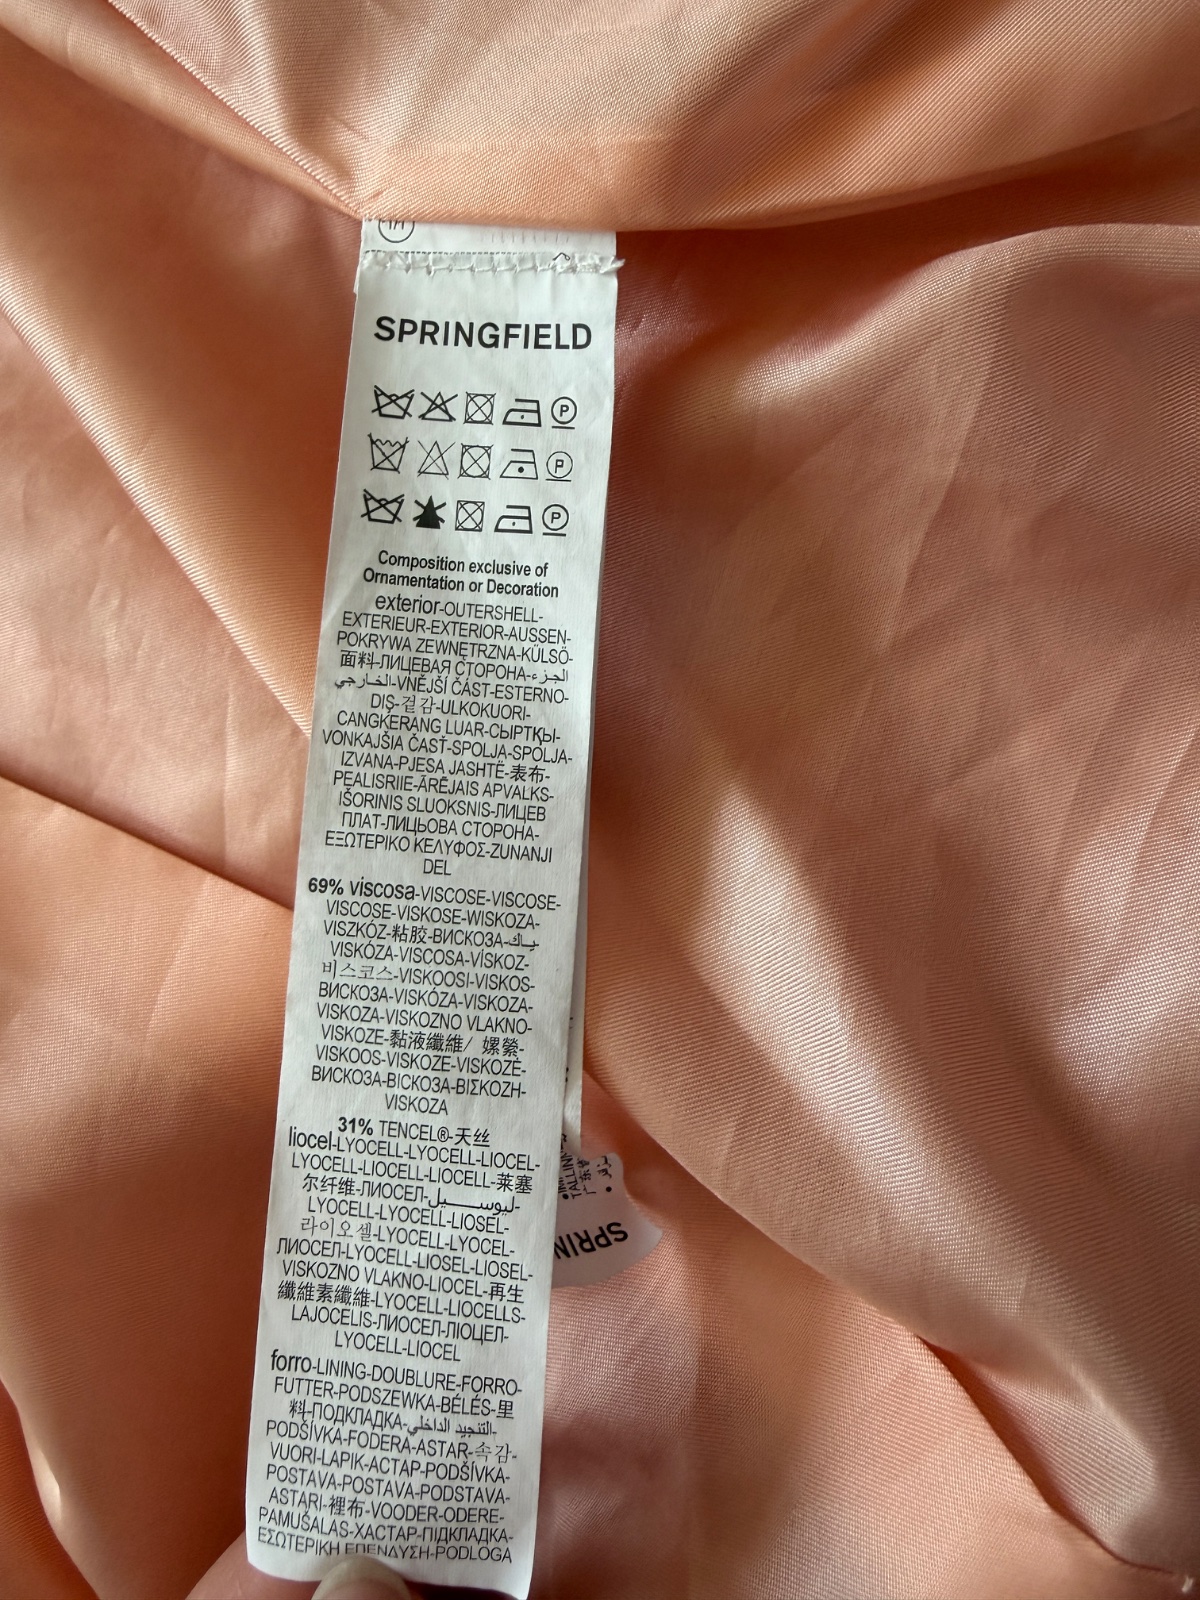 SPRINGFIELD
P
P
P
Composition exclusive of
Ornamentation or Decoration
exterior-OUTERSHELL-
EXTERIEUR-EXTERIOR-AUSSEN-
POKRYWA ZEWNĘTRZNA-KÜLSÖ-
面料-ЛИЦЕВАЯ СТОРОНА-الجزء
الخارجي-VNĚJŠÍ ČÁST-ESTERNO-
DIŞ-겉감-ULKOKUORI-
CANGKERANG LUAR-СЫРТҚЫ-
VONKAJŠIA ČASŤ-SPOLJA-SPOLJA-
IZVANA-PJESA JASHTË-表布-
PEALISRIIE-ĀRĒJAIS APVALKS-
IŠORINIS SLUOKSNIS-ЛИЦЕВ
ПЛАТ-ЛИЦЬОВА СТОРОНА-
ΕΞΩΤΕΡΙΚΟ ΚΕΛΥΦΟΣ-ZUNANJI
DEL
69% viscosa-VISCOSE-VISCOSE-
VISCOSE-VISKOSE-WISKOZA-
VISZKÓZ-粘胶-ВИСКОЗА-
VISKÓZA-VISCOSA-VİSKOZ-
비스코스-VISKOOSI-VISKOS-
ВИСКОЗА-VISKÓZA-VISKOZA-
VISKOZA-VISKOZNO VLAKNO-
VISKOZE-黏液纖維/ 嫘縈-
VISKOOS-VISKOZE-VISKOZĖ-
ВИСКОЗА-ВІСКОЗА-ΒΙΣΚΟΖΗ-
VISKOZA
31% TENCEL®-天丝
liocel-LYOCELL-LYOCELL-LIOCEL-
LYOCELL-LIOCELL-LIOCELL-莱塞
尔纤维-ЛИОСЕЛ-ليوسيل-
LYOCELL-LYOCELL-LIOSEL-
라이오셀-LYOCELL-LYOCEL-
ЛИОСЕЛ-LYOCELL-LIOSEL-LIOSEL-
VISKOZNO VLAKNO-LIOCEL-再生
纖維素纖維-LYOCELL-LIOCELLS-
LAJOCELIS-ЛИОСЕЛ-ЛІОЦЕЛ-
LYOCELL-LIOCEL
forro-LINING-DOUBLURE-FORRO-
FUTTER-PODSZEWKA-BÉLÉS-里
料-ПОДКЛАДКА-التنجيد الداخلي-
PODŠÍVKA-FODERA-ASTAR-속감-
VUORI-LAPIK-АСТАР-PODŠÍVKA-
POSTAVA-POSTAVA-PODSTAVA-
ASTARI-裡布-VOODER-ODERE-
PAMUŠALAS-ХАСТАР-ПІДКЛАДКА-
ΕΣΩΤΕΡΙΚΗ ΕΠΕΝΔΥΣΗ-PODLOGA
SPRIN